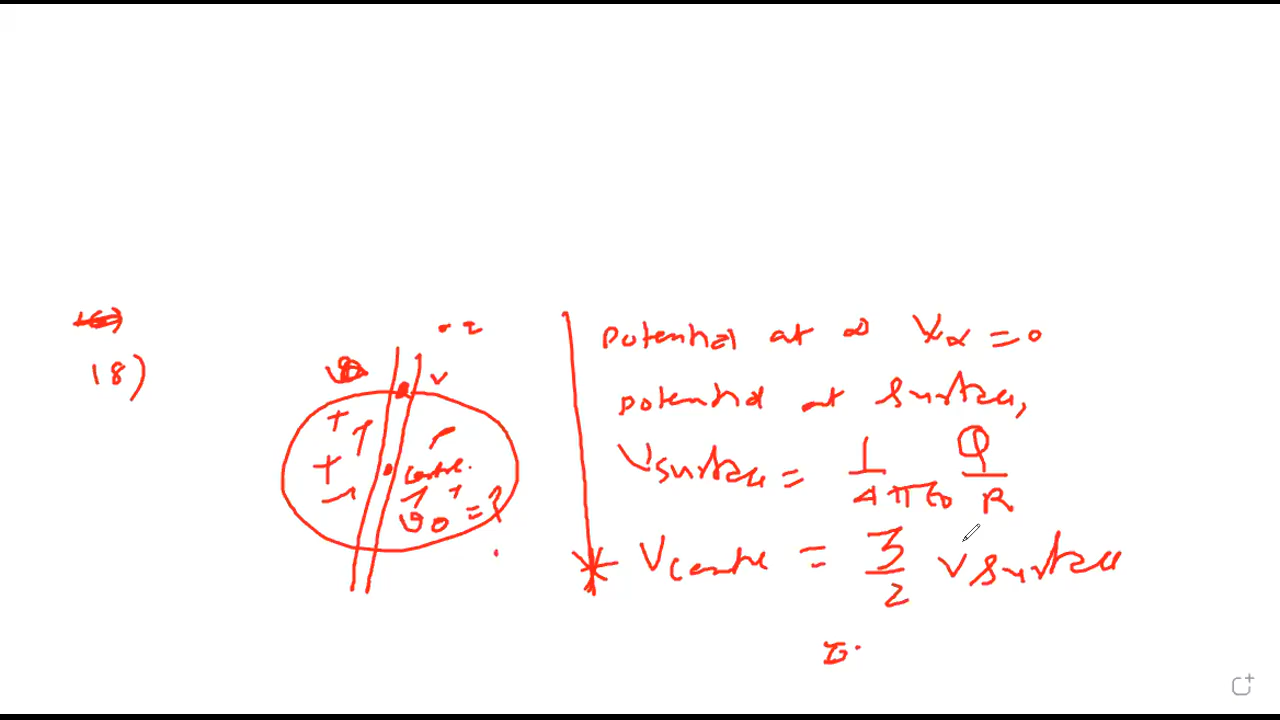 18)
v
+
+
centre.
v0 = ?
Potential at ∞ V∝ = 0
potential at surface,
Vsurface = 1/4πε0 Q/R
* Vcentre = 3/2 Vsurface